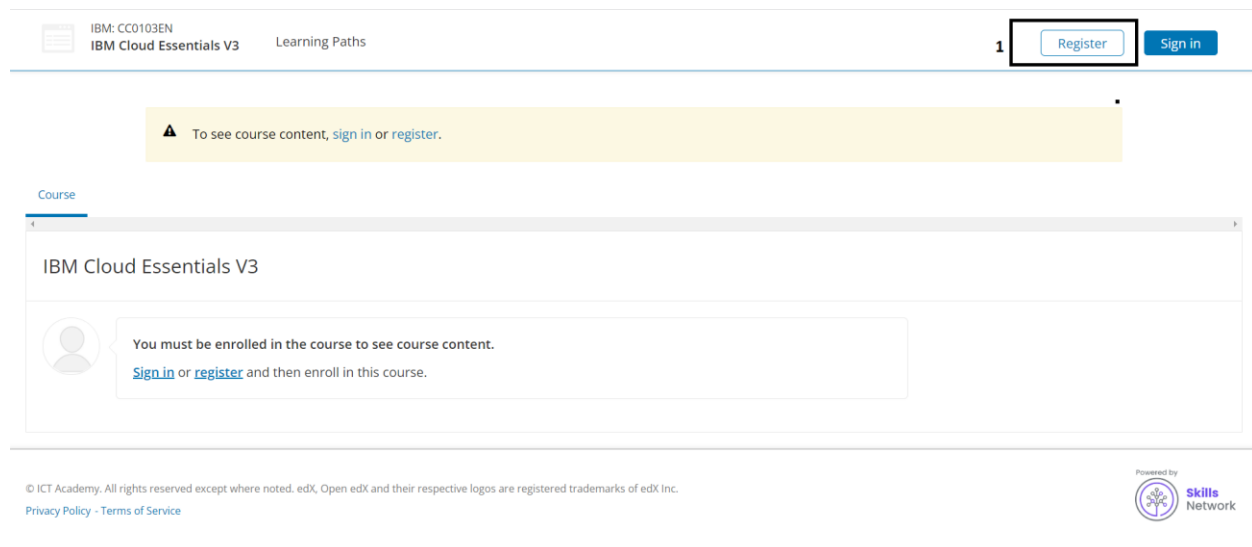 IBM: CC0103EN
IBM Cloud Essentials V3
Learning Paths
1
Register
Sign in
To see course content, sign in or register.
Course
IBM Cloud Essentials V3
You must be enrolled in the course to see course content.
Sign in or register and then enroll in this course.
© ICT Academy. All rights reserved except where noted. edX, Open edX and their respective logos are registered trademarks of edX Inc.
Privacy Policy - Terms of Service
Powered by
Skills
Network